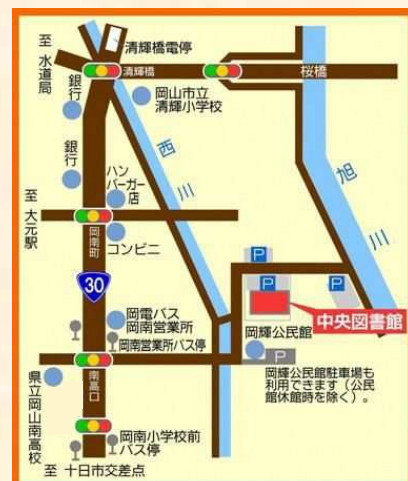 至 水道局
清輝橋電停
清輝橋
桜橋
銀行
岡山市立
清輝小学校
西川
旭川
銀行
ハン
バーガー
店
至 大元駅
岡南町
コンビニ
30
P
P
P
中央図書館
岡電バス
岡南営業所
岡南営業所バス停
岡輝公民館
P
南高口
岡輝公民館駐車場も
利用できます(公民
館休館時を除く)。
県立岡山南高校
岡南小学校前
バス停
至 十日市交差点